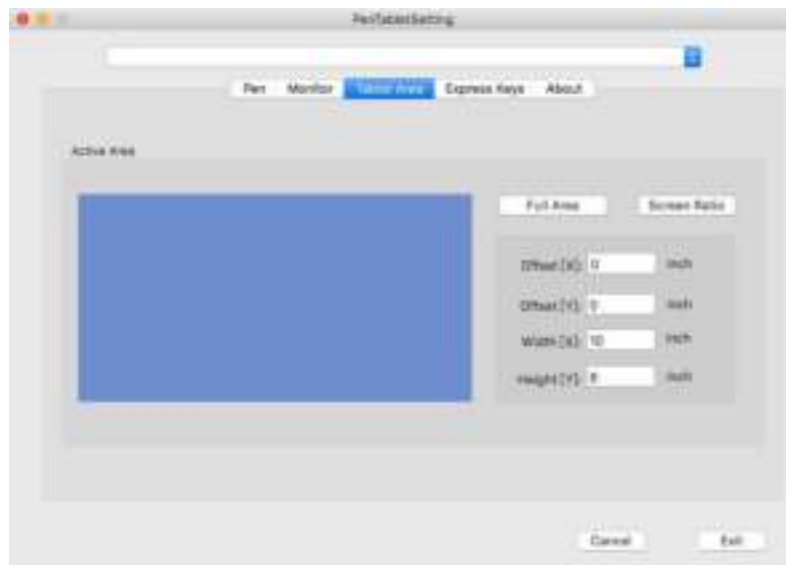 PenTabletSetting
Pen Monitor Tablet Area Express Keys About
Active Area
Full Area Screen Ratio
Offset [X]: 0 inch
Offset [Y]: 0 inch
Width [X]: 10 inch
Height [Y]: inch
Cancel Exit